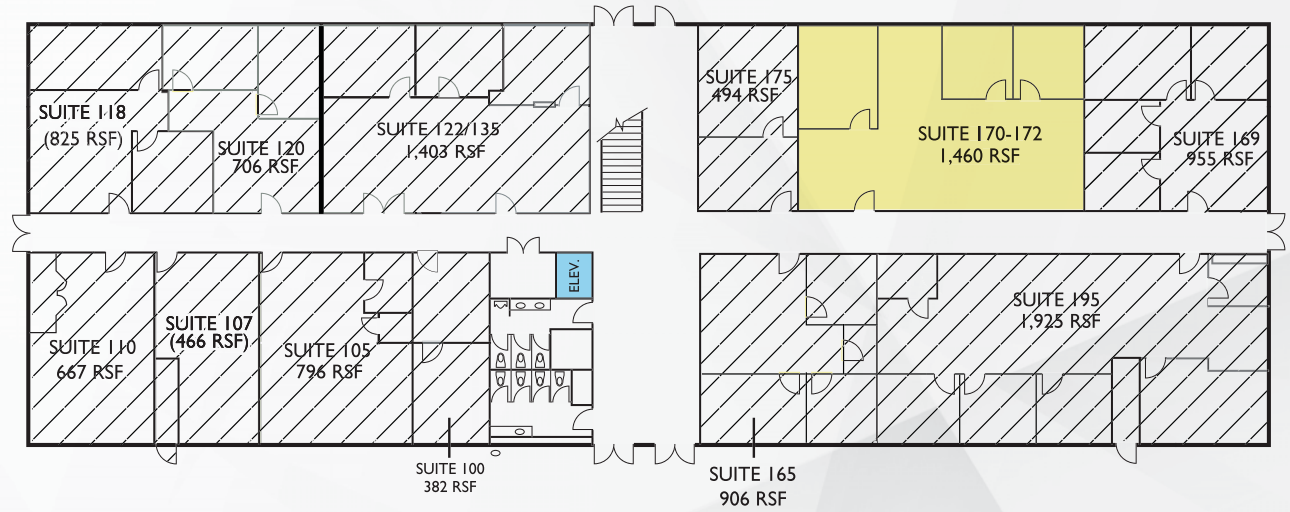 SUITE 118
(825 RSF)
SUITE 120
706 RSF
SUITE 122/135
1,403 RSF
SUITE 175
494 RSF
SUITE 170-172
1,460 RSF
SUITE 169
955 RSF
SUITE 110
667 RSF
SUITE 107
(466 RSF)
SUITE 105
796 RSF
SUITE 100
382 RSF
ELEV.
SUITE 165
906 RSF
SUITE 195
1,925 RSF